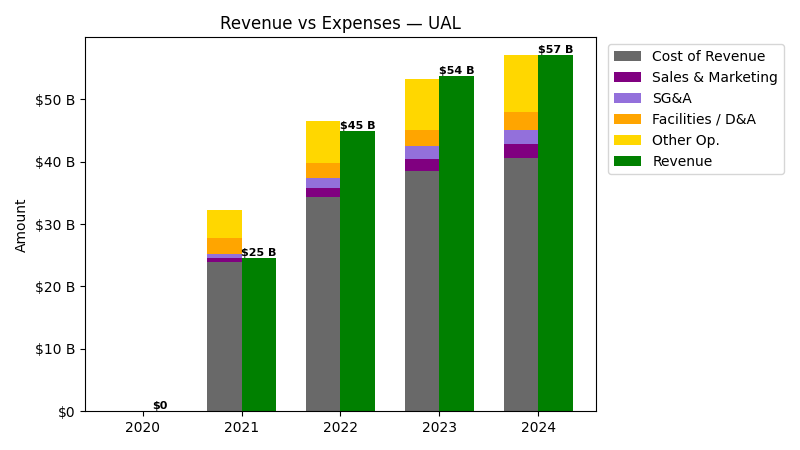 Revenue vs Expenses — UAL
Cost of Revenue
Sales & Marketing
SG&A
Facilities / D&A
Other Op.
Revenue
Amount
$50 B
$40 B
$30 B
$20 B
$10 B
$0
$0
$25 B
$45 B
$54 B
$57 B
2020
2021
2022
2023
2024